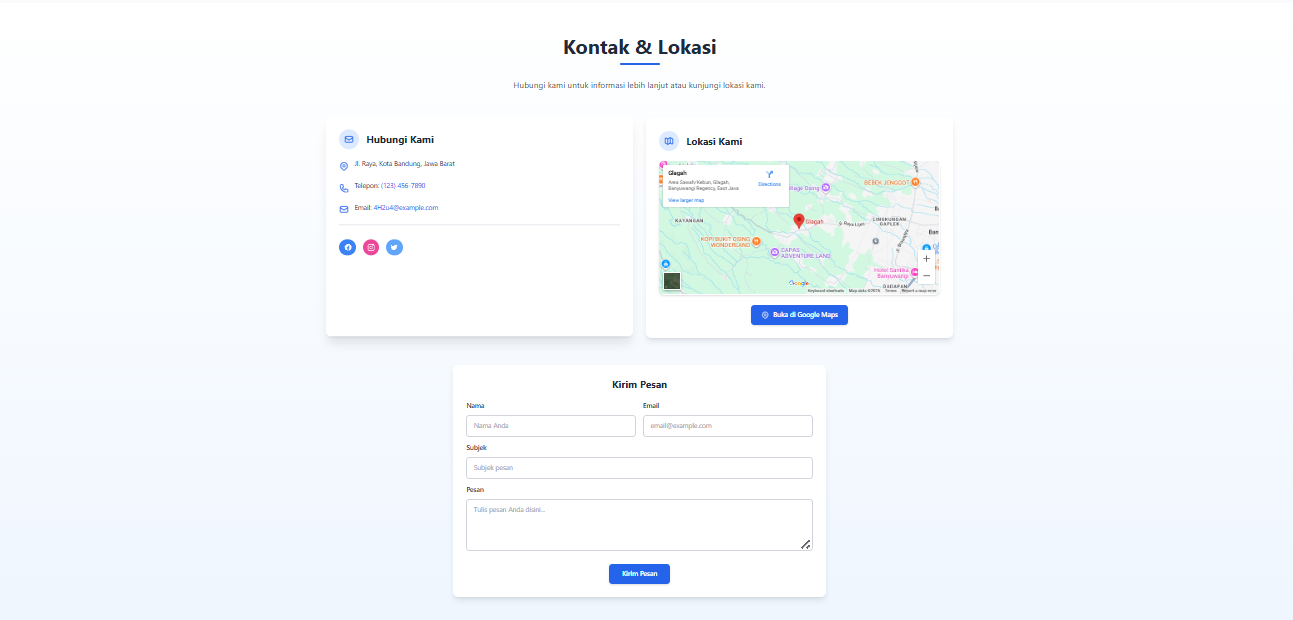 Kontak & Lokasi
Hubungi kami untuk informasi lebih lanjut atau kunjungi lokasi kami.
Hubungi Kami
Jl. Raya, Kota Bandung, Jawa Barat
Telepon: (123) 456-7890
Email: 4H2u4@example.com
Lokasi Kami
Glagah
Area Sawah/Kebun, Glagah,
Banyuwangi Regency, East Java
Directions
View larger map
BEBEK JENGGOT
KAYANGAN
Glagah
LINGKUNGAN
GAPLEK
KOPI BUKIT OSING
WONDERLAND
CAPAS
ADVENTURE LAND
Hotel Santika
Banyuwangi
Google
Keyboard shortcuts
Map data ©2025
Terms
Report a map error
Buka di Google Maps
Kirim Pesan
Nama
Email
Nama Anda
email@example.com
Subjek
Subjek pesan
Pesan
Tulis pesan Anda disini...
Kirim Pesan